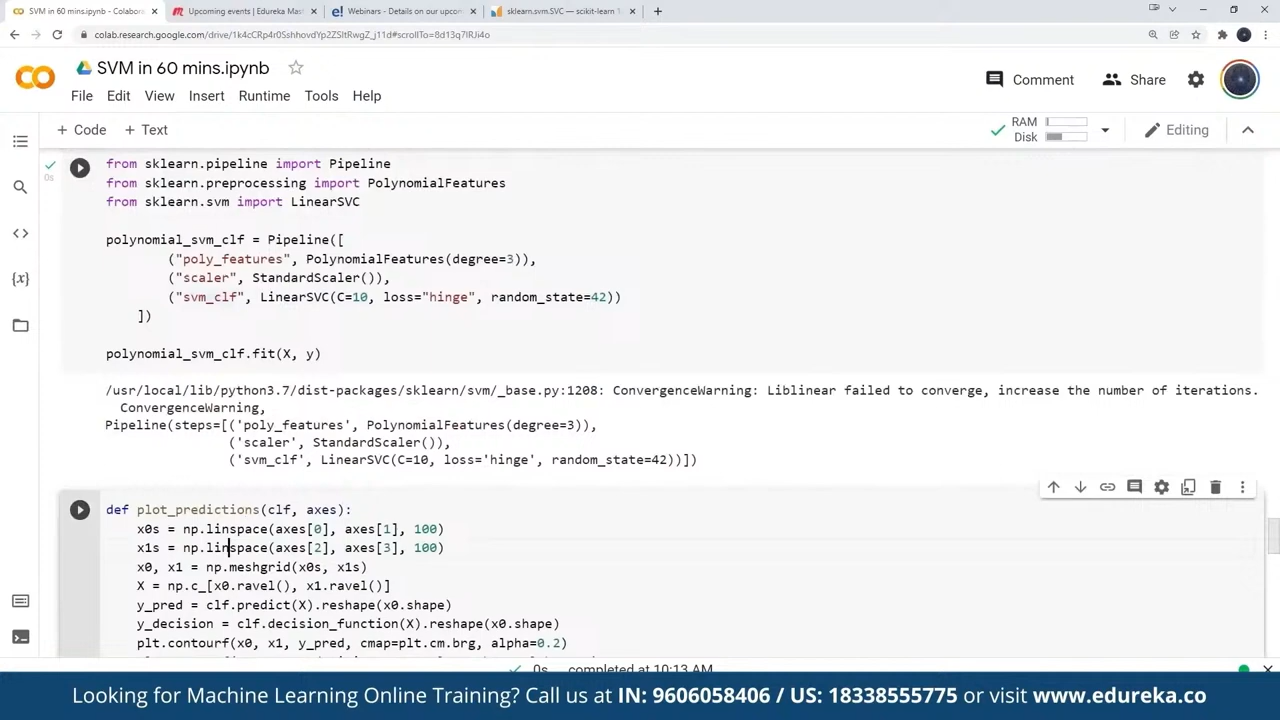 SVM in 60 mins.ipynb - Colabora
Upcoming events | Edureka Mast
Webinars - Details on our upcon
sklearn.svm.SVC — scikit-learn 1
colab.research.google.com/drive/1k4cCRp4r0SshhovdYp2ZSItRwgZ_j11d#scrollTo=8d13q7lRJi4o
SVM in 60 mins.ipynb
Comment
Share
File Edit View Insert Runtime Tools Help
+ Code + Text
RAM
Disk
Editing
0s
from sklearn.pipeline import Pipeline
from sklearn.preprocessing import PolynomialFeatures
from sklearn.svm import LinearSVC
polynomial_svm_clf = Pipeline([
("poly_features", PolynomialFeatures(degree=3)),
("scaler", StandardScaler()),
("svm_clf", LinearSVC(C=10, loss="hinge", random_state=42))
])
polynomial_svm_clf.fit(X, y)
/usr/local/lib/python3.7/dist-packages/sklearn/svm/_base.py:1208: ConvergenceWarning: Liblinear failed to converge, increase the number of iterations.
ConvergenceWarning,
Pipeline(steps=[('poly_features', PolynomialFeatures(degree=3)),
('scaler', StandardScaler()),
('svm_clf', LinearSVC(C=10, loss='hinge', random_state=42))])
def plot_predictions(clf, axes):
x0s = np.linspace(axes[0], axes[1], 100)
x1s = np.linspace(axes[2], axes[3], 100)
x0, x1 = np.meshgrid(x0s, x1s)
X = np.c_[x0.ravel(), x1.ravel()]
y_pred = clf.predict(X).reshape(x0.shape)
y_decision = clf.decision_function(X).reshape(x0.shape)
plt.contourf(x0, x1, y_pred, cmap=plt.cm.brg, alpha=0.2)
0s completed at 10:13 AM
Looking for Machine Learning Online Training? Call us at IN: 9606058406 / US: 18338555775 or visit www.edureka.co